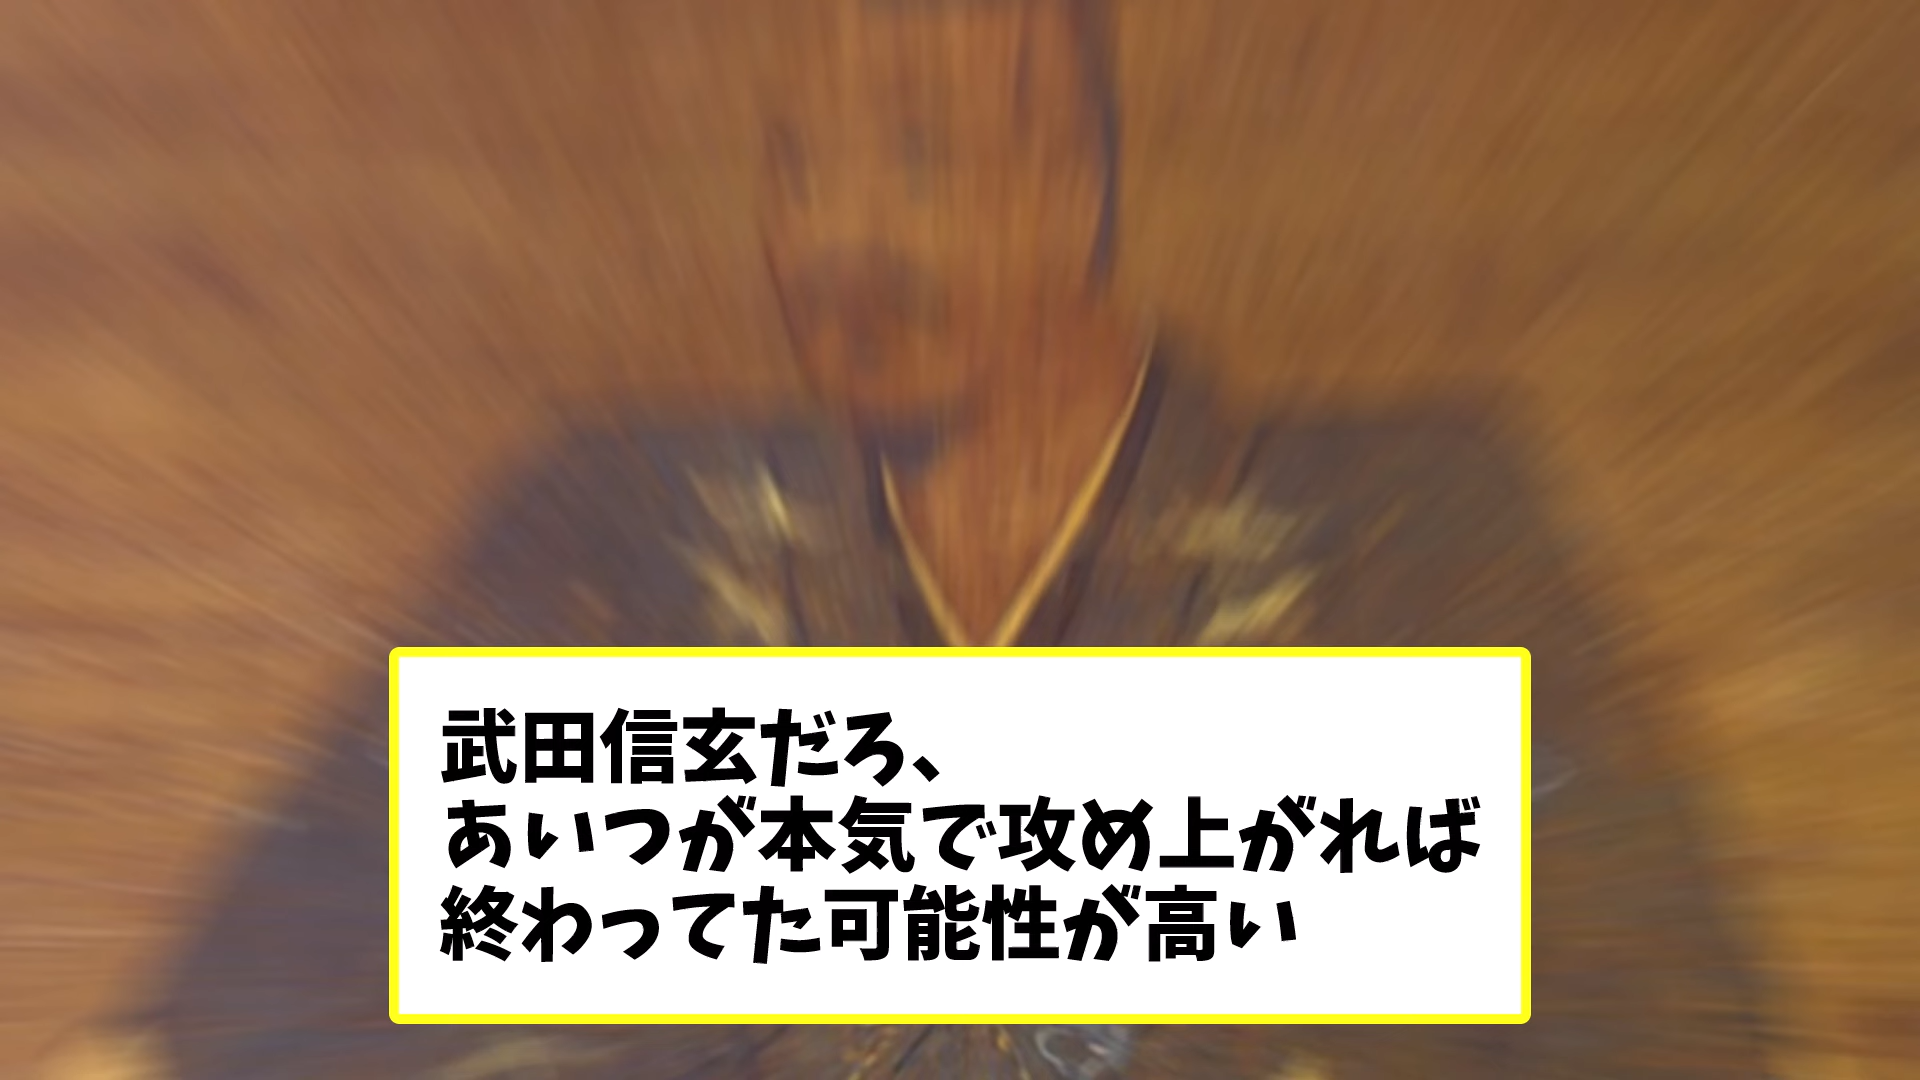 武田信玄だろ、
あいつが本気で攻め上がれば
終わってた可能性が高い